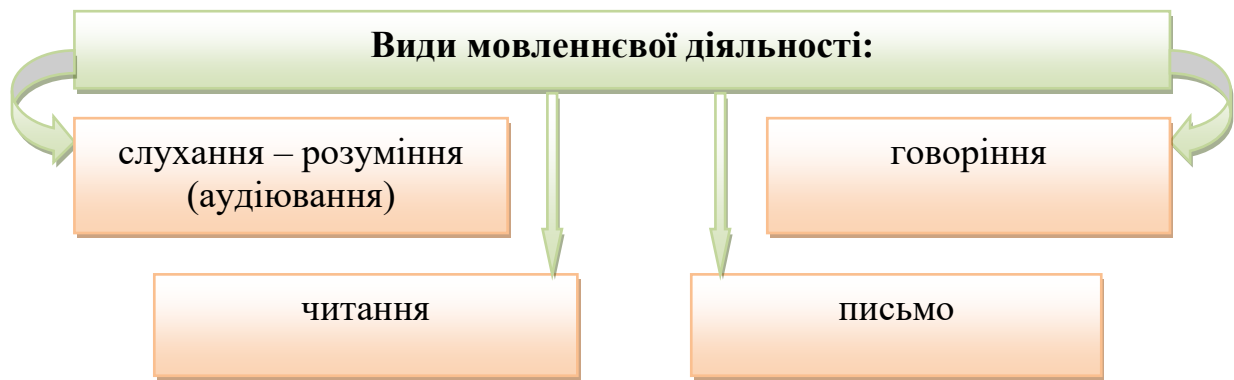 Види мовленнєвої діяльності:
слухання – розуміння
(аудіювання)
говоріння
читання
письмо